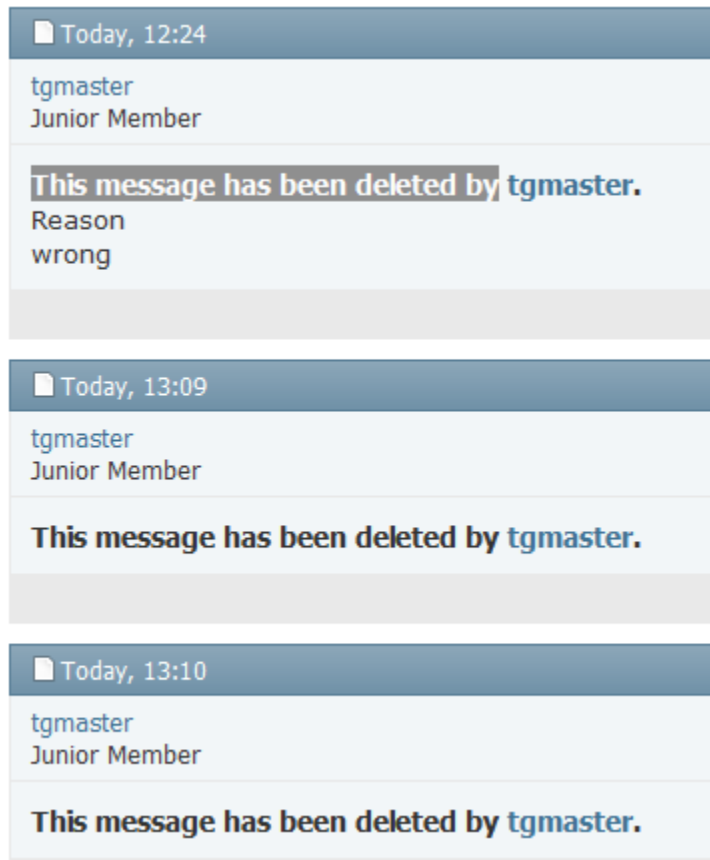 Today, 12:24
tgmaster
Junior Member
This message has been deleted by tgmaster.
Reason
wrong
Today, 13:09
tgmaster
Junior Member
This message has been deleted by tgmaster.
Today, 13:10
tgmaster
Junior Member
This message has been deleted by tgmaster.